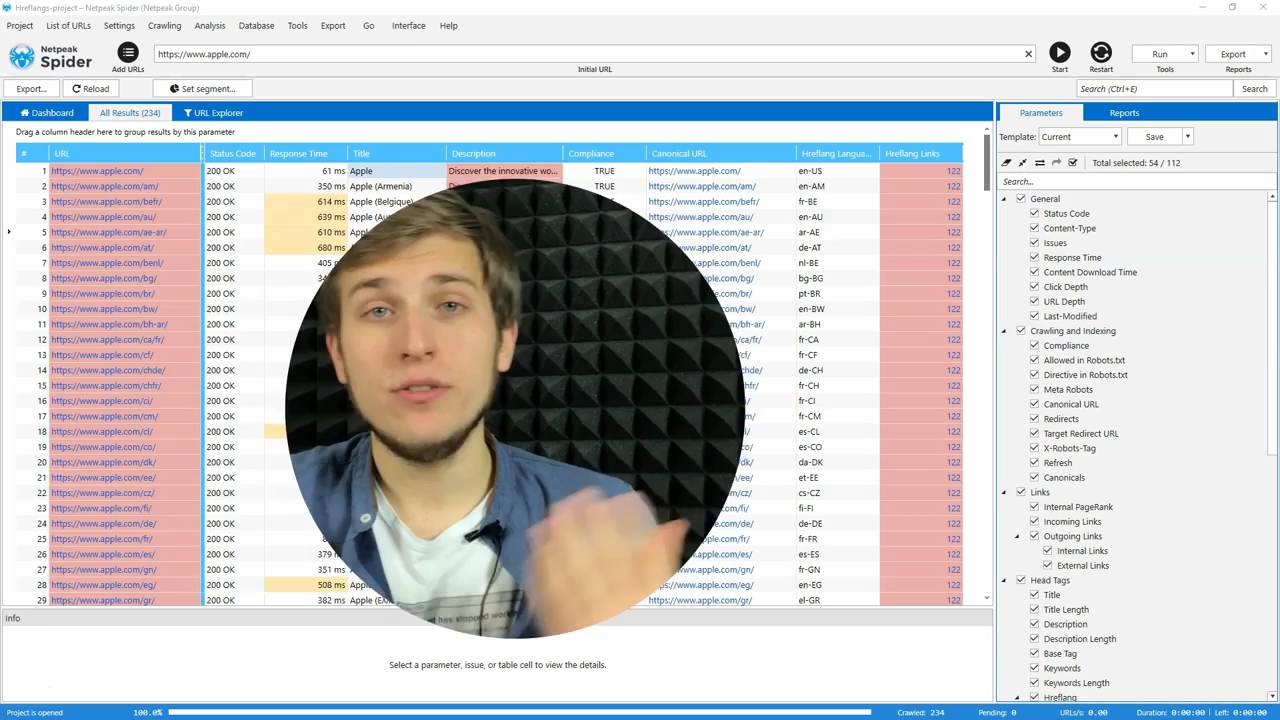 Hreflangs-project – Netpeak Spider (Netpeak Group)
Project List of URLs Settings Crawling Analysis Database Tools Export Go Interface Help
Netpeak Spider
Add URLs
https://www.apple.com/
Initial URL
Start
Restart
Run
Tools
Export
Reports
Export... Reload Set segment... Search (Ctrl+E) Search
Dashboard All Results (234) URL Explorer
Parameters Reports
Drag a column header here to group results by this parameter
Template: Current Save
# URL Status Code Response Time Title Description Compliance Canonical URL Hreflang Langua... Hreflang Links
Total selected: 54 / 112
Search...
1 https://www.apple.com/ 200 OK 61 ms Apple Discover the innovative wo... TRUE https://www.apple.com/ en-US 122
2 https://www.apple.com/am/ 200 OK 350 ms Apple (Armenia) TRUE https://www.apple.com/am/ en-AM 122
3 https://www.apple.com/befr/ 200 OK 614 ms Apple (Belgique) .apple.com/befr/ fr-BE 122
4 https://www.apple.com/au/ 200 OK 639 ms .apple.com/au/ en-AU 122
5 https://www.apple.com/ae-ar/ 200 OK 610 ms .apple.com/ae-ar/ ar-AE 122
6 https://www.apple.com/at/ 200 OK 680 ms .apple.com/at/ de-AT 122
7 https://www.apple.com/benl/ 200 OK 405 .apple.com/benl/ nl-BE 122
8 https://www.apple.com/bg/ 200 OK .apple.com/bg/ bg-BG 122
9 https://www.apple.com/br/ 200 OK apple.com/br/ pt-BR 122
10 https://www.apple.com/bw/ 200 OK apple.com/bw/ en-BW 122
11 https://www.apple.com/bh-ar/ 200 OK apple.com/bh-ar/ ar-BH 122
12 https://www.apple.com/ca/fr/ 200 OK .com/ca/fr/ fr-CA 122
13 https://www.apple.com/cf/ 200 OK .com/cf/ fr-CF 122
14 https://www.apple.com/chde/ 200 OK .com/chde/ de-CH 122
15 https://www.apple.com/chfr/ 200 OK .com/chfr/ fr-CH 122
16 https://www.apple.com/ci/ 200 OK .com/ci/ fr-CI 122
17 https://www.apple.com/cm/ 200 OK .com/cm/ fr-CM 122
18 https://www.apple.com/cl/ 200 OK .com/cl/ es-CL 122
19 https://www.apple.com/co/ 200 OK .com/co/ es-CO 122
20 https://www.apple.com/dk/ 200 OK .com/dk/ da-DK 122
21 https://www.apple.com/ee/ 200 OK .com/ee/ et-EE 122
22 https://www.apple.com/cz/ 200 OK .com/cz/ cs-CZ 122
23 https://www.apple.com/fi/ 200 OK apple.com/fi/ fi-FI 122
24 https://www.apple.com/de/ 200 OK apple.com/de/ de-DE 122
25 https://www.apple.com/fr/ 200 OK apple.com/fr/ fr-FR 122
26 https://www.apple.com/es/ 200 OK 379 .apple.com/es/ es-ES 122
27 https://www.apple.com/gn/ 200 OK 351 ms .apple.com/gn/ fr-GN 122
28 https://www.apple.com/eg/ 200 OK 508 ms .apple.com/eg/ en-EG 122
29 https://www.apple.com/gr/ 200 OK 382 ms https://www.apple.com/gr/ el-GR 122
at has stopped
General
Status Code
Content-Type
Issues
Response Time
Content Download Time
Click Depth
URL Depth
Last-Modified
Crawling and Indexing
Compliance
Allowed in Robots.txt
Directive in Robots.txt
Meta Robots
Canonical URL
Redirects
Target Redirect URL
X-Robots-Tag
Refresh
Canonicals
Links
Internal PageRank
Incoming Links
Outgoing Links
Internal Links
External Links
Head Tags
Title
Title Length
Description
Description Length
Base Tag
Keywords
Keywords Length
Hreflang
Info
Select a parameter, issue, or table cell to view the details.
Project is opened 100.0% Crawled: 234 Pending: 0 URLs/s: 0.00 Duration: 0:00:00 Left: 0:00:00